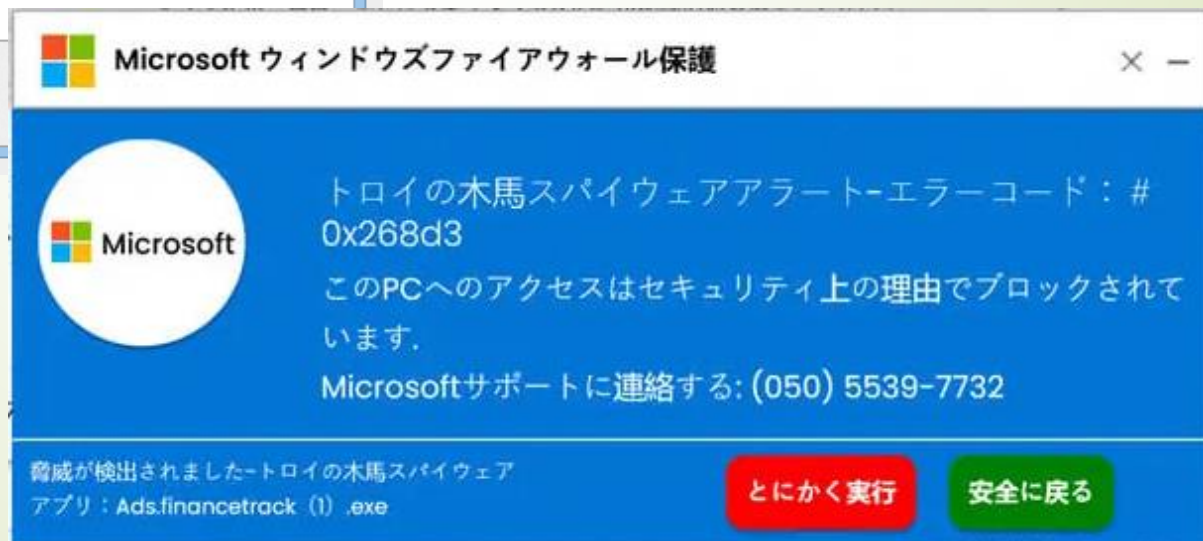 Microsoft ウィンドウズファイアウォール保護
Microsoft
トロイの木馬スパイウェアアラート-エラーコード：#
0x268d3
このPCへのアクセスはセキュリティ上の理由でブロックされて
います.
Microsoftサポートに連絡する: (050) 5539-7732
脅威が検出されました-トロイの木馬スパイウェア
アプリ：Ads.financetrack（1）.exe
とにかく実行
安全に戻る